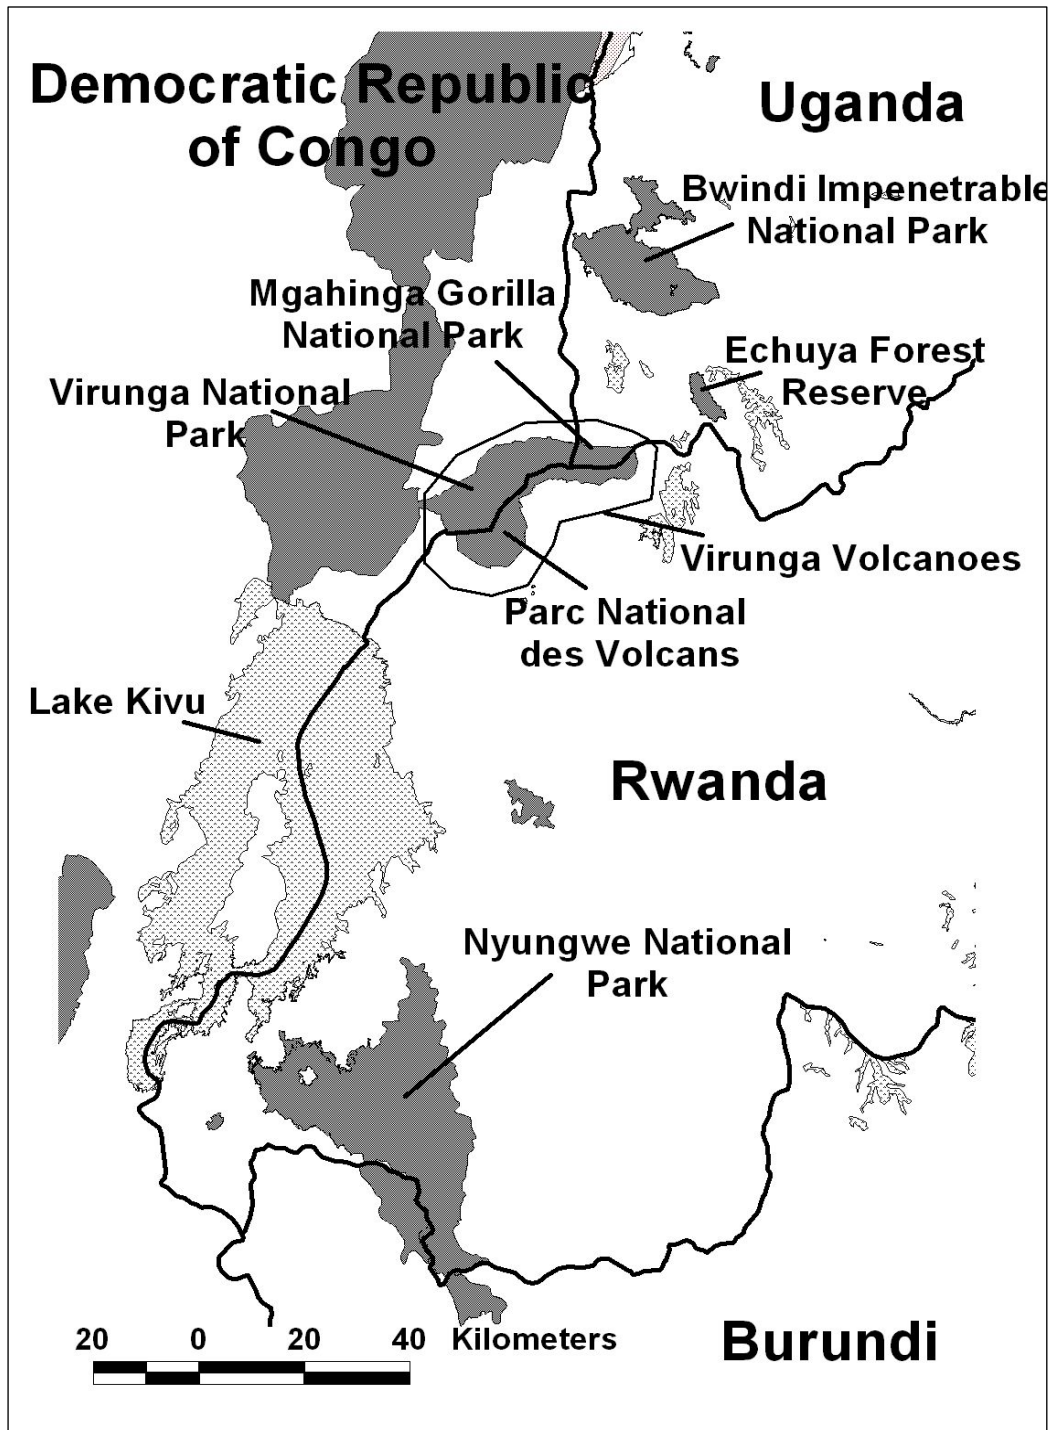 Democratic Republic
of Congo
Uganda
Bwindi Impenetrable
National Park
Mgahinga Gorilla
National Park
Echuya Forest
Reserve
Virunga National
Park
Virunga Volcanoes
Parc National
des Volcans
Lake Kivu
Rwanda
Nyungwe National
Park
20 0 20 40 Kilometers
Burundi